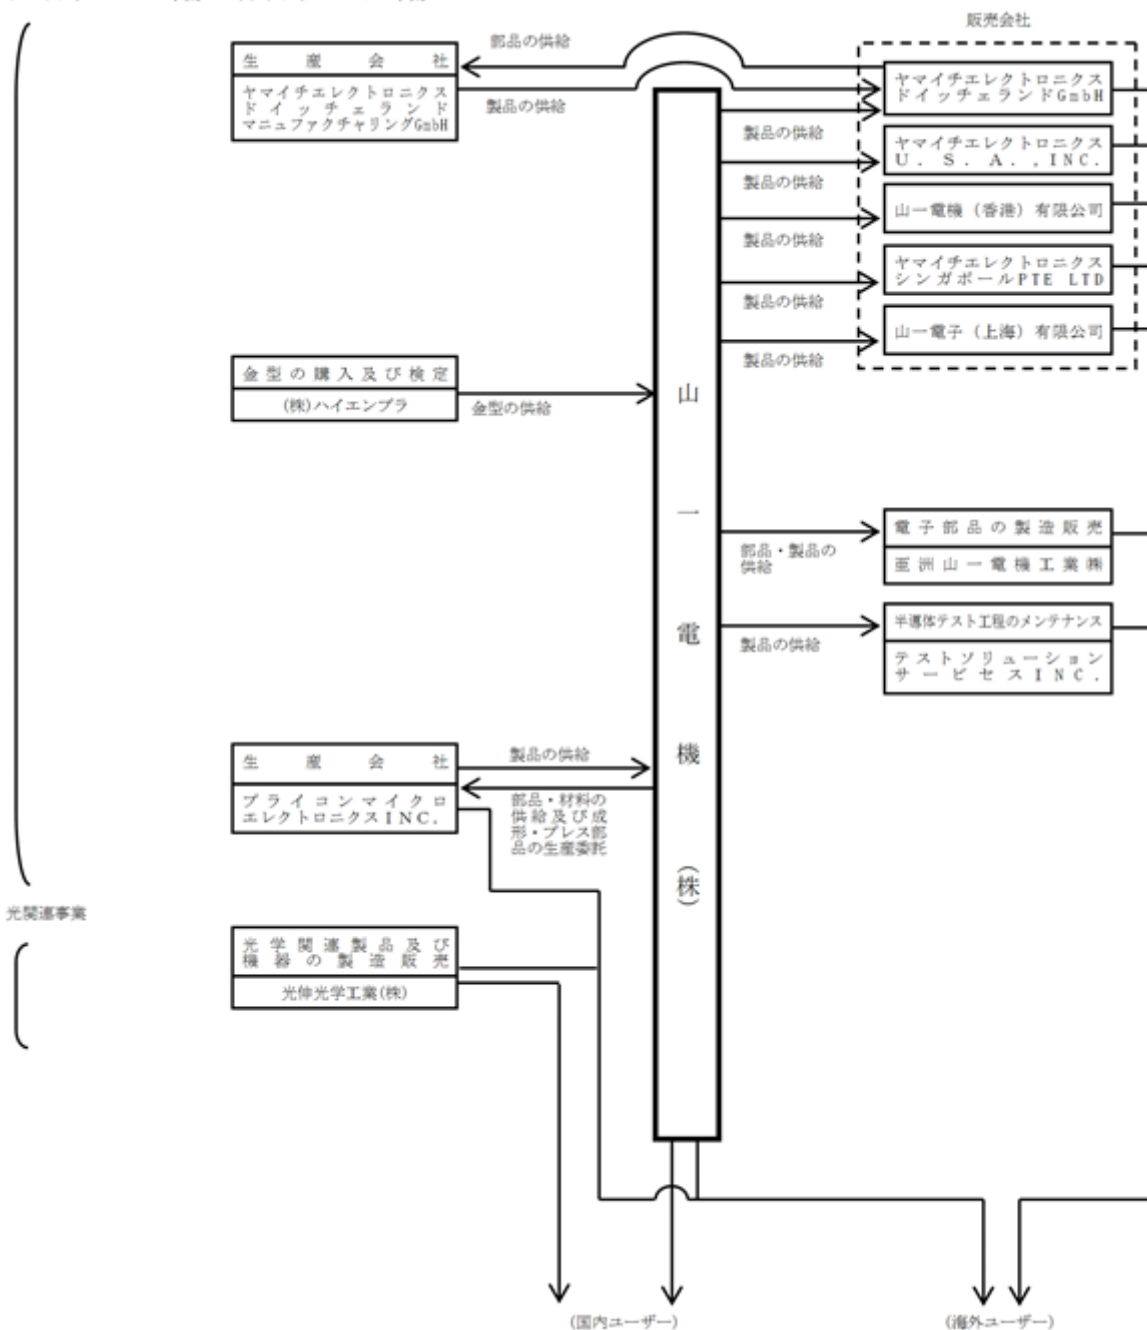 販売会社
部品の供給
生産会社
ヤマイチエレクトロニクス
ドイッチェランド
マニュファクチャリングGmbH
製品の供給
ヤマイチエレクトロニクス
ドイッチェランドGmbH
製品の供給
ヤマイチエレクトロニクス
U.S.A.,INC.
製品の供給
山一電機(香港)有限公司
製品の供給
ヤマイチエレクトロニクス
シンガポールPTE LTD
製品の供給
山一電子(上海)有限公司
製品の供給
金型の購入及び検定
(株)ハイエンプラ
金型の供給
山一電機(株)
電子部品の製造販売
亜洲山一電機工業㈱
部品・製品の
供給
半導体テスト工程のメンテナンス
テストソリューション
サービセスINC.
製品の供給
生産会社
プライコンマイクロ
エレクトロニクスINC.
製品の供給
部品・材料の
供給及び成
形・プレス部
品の生産委託
光関連事業
光学関連製品及び
機器の製造販売
光伸光学工業(株)
(国内ユーザー)
(海外ユーザー)